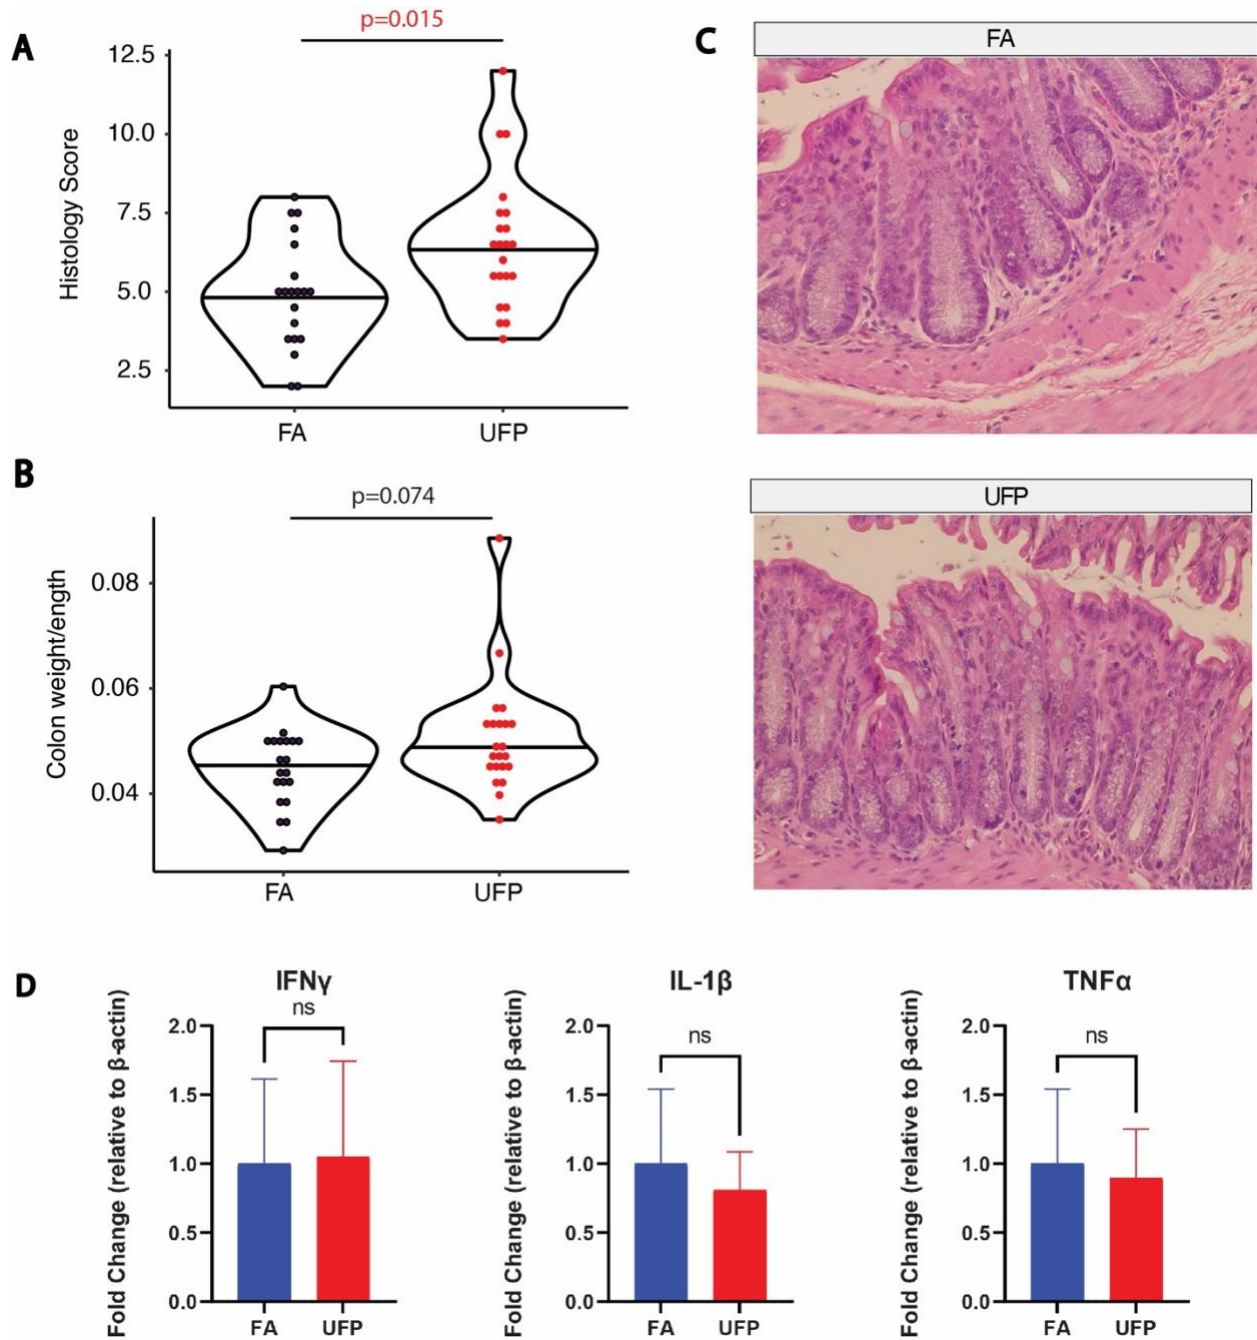 A
p=0.015
Histology Score
12.5
10.0
7.5
5.0
2.5
FA
UFP
B
p=0.074
Colon weight/ength
0.08
0.06
0.04
FA
UFP
C
FA
UFP
D
IFNγ
ns
Fold Change (relative to β-actin)
2.0
1.5
1.0
0.5
0.0
FA
UFP
IL-1β
ns
Fold Change (relative to β-actin)
2.0
1.5
1.0
0.5
0.0
FA
UFP
TNFα
ns
Fold Change (relative to β-actin)
2.0
1.5
1.0
0.5
0.0
FA
UFP